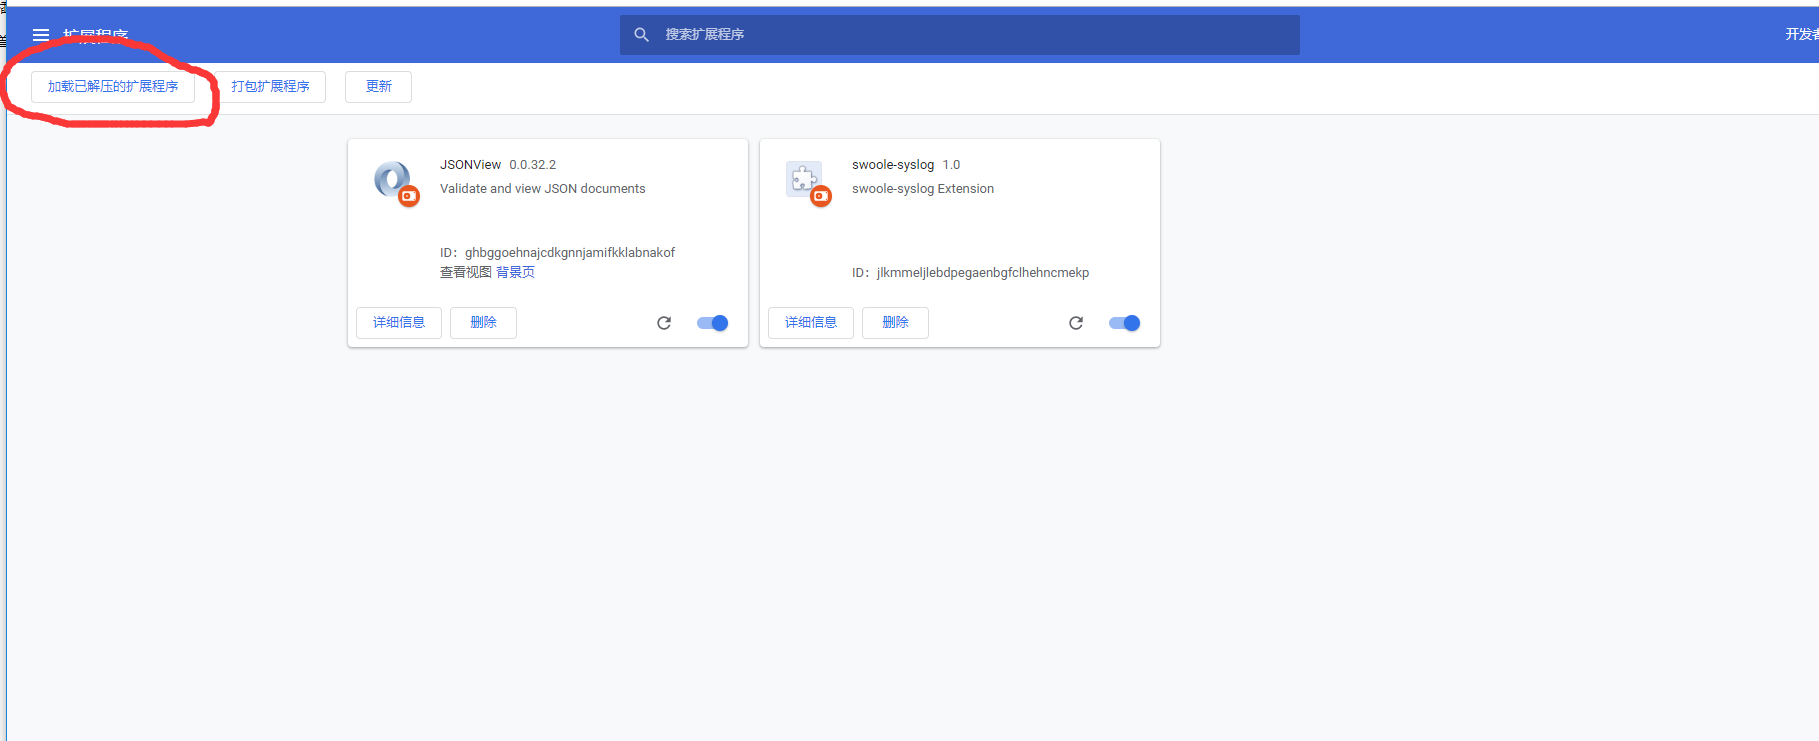 扩展程序
搜索扩展程序
开发者
加载已解压的扩展程序
打包扩展程序
更新
JSONView 0.0.32.2
Validate and view JSON documents
ID：ghbggoehnajcdkgnnjamifkklabnakof
查看视图 背景页
详细信息
删除
swoole-syslog 1.0
swoole-syslog Extension
ID：jlkmmeljlebdpegaenbgfclhehncmekp
详细信息
删除